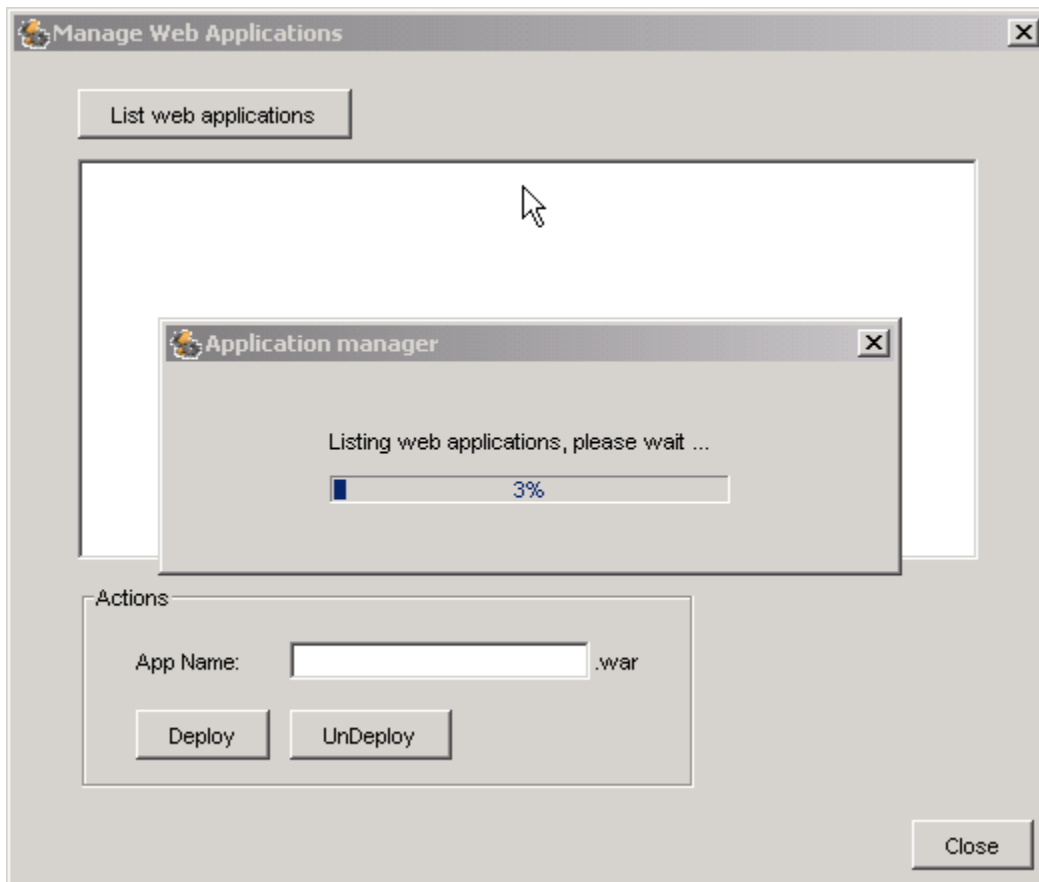 Manage Web Applications
List web applications
Application manager
Listing web applications, please wait ...
3%
Actions
App Name: .war
Deploy UnDeploy
Close